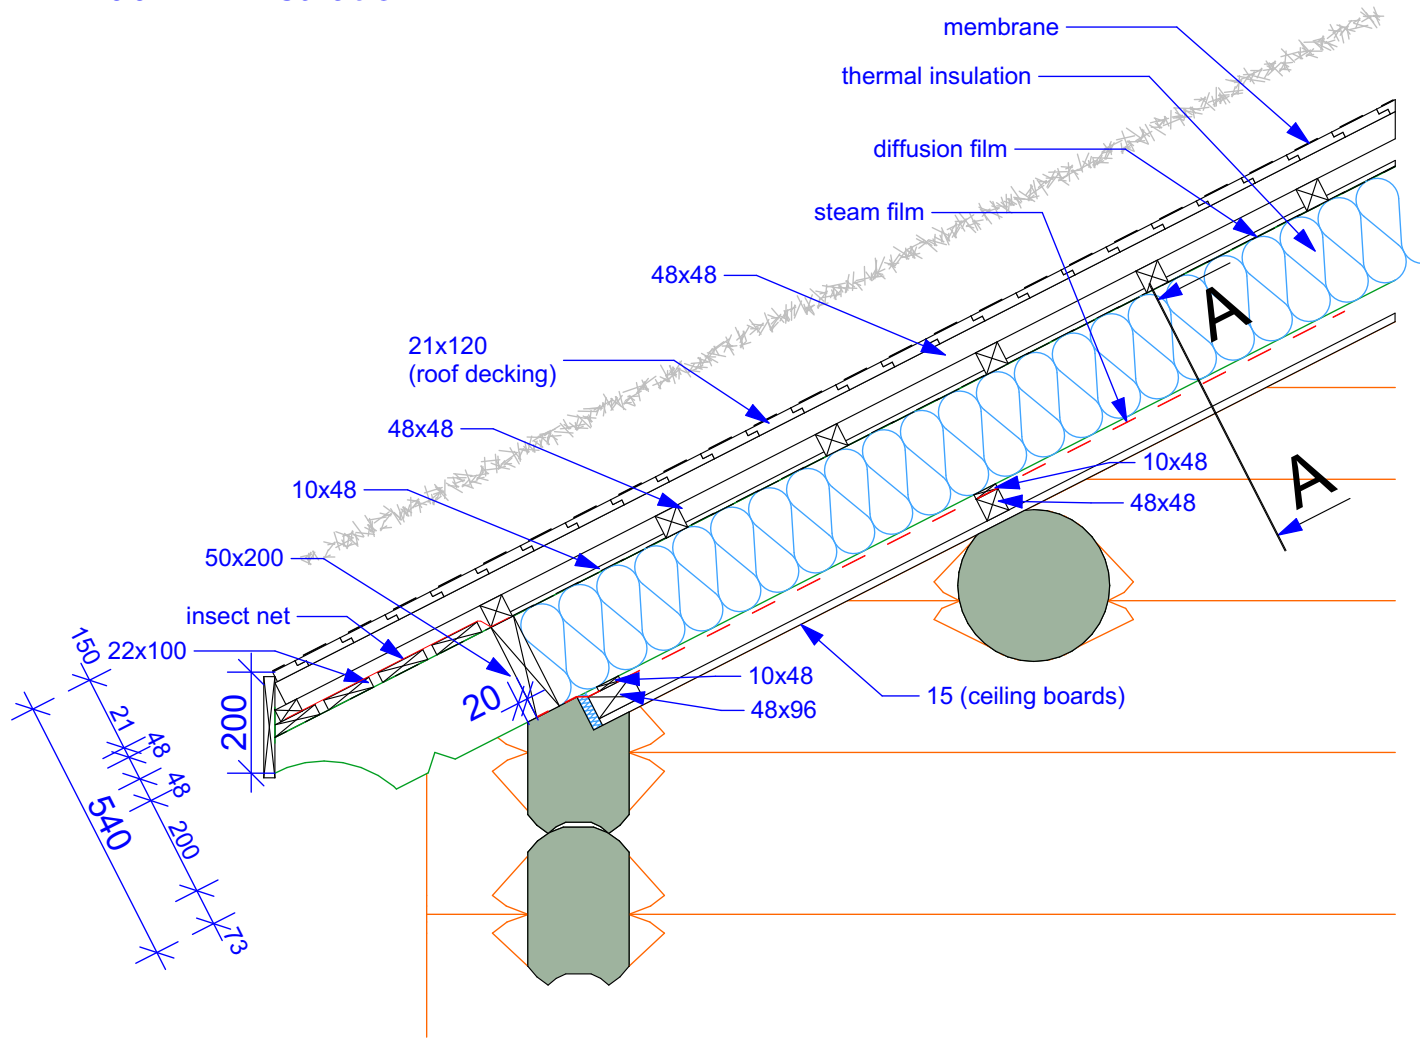 membrane
thermal insulation
diffusion film
steam film
48x48
21x120
(roof decking)
48x48
10x48
50x200
insect net
22x100
A
A
10x48
48x48
10x48
48x96
15 (ceiling boards)
20
200
150
21
48
48
200
73
540